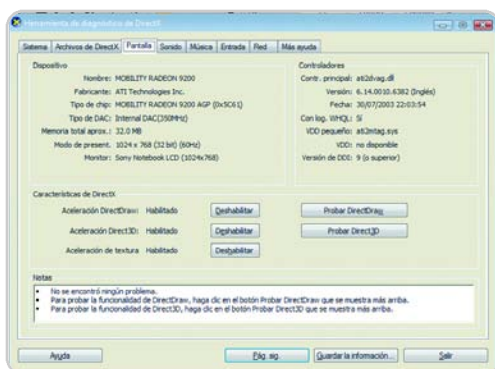 Herramienta de diagnóstico de DirectX
Sistema Archivos de DirectX Pantalla Sonido Música Entrada Red Más ayuda
Dispositivo
Nombre: MOBILITY RADEON 9200
Fabricante: ATI Technologies Inc.
Tipo de chip: MOBILITY RADEON 9200 AGP (0x5C61)
Tipo de DAC: Internal DAC(350MHz)
Memoria total aprox.: 32.0 MB
Modo de present. 1024 x 768 (32 bit) (60Hz)
Monitor: Sony Notebook LCD (1024x768)
Controladores
Contr. principal: ati2dvag.dll
Versión: 6.14.0010.6382 (Inglés)
Fecha: 30/07/2003 22:03:54
Con log. WHQL: Sí
VDD pequeño: ati2mtag.sys
VDD: no disponible
Versión de DDI: 9 (o superior)
Características de DirectX
Aceleración DirectDraw: Habilitado Deshabilitar Probar DirectDraw
Aceleración Direct3D: Habilitado Deshabilitar Probar Direct3D
Aceleración de textura Habilitado Deshabilitar
Notas
• No se encontró ningún problema.
• Para probar la funcionalidad de DirectDraw, haga clic en el botón Probar DirectDraw que se muestra más arriba.
• Para probar la funcionalidad de Direct3D, haga clic en el botón Probar Direct3D que se muestra más arriba.
Ayuda Pág. sig. Guardar la información... Salir